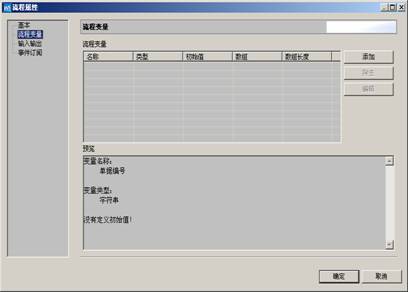 流程属性
基本
流程变量
输入输出
事件订阅
流程变量
流程变量
名称 类型 初始值 数组 数组长度
添加
编辑
预览
变量名称:
单据编号
变量类型:
字符串
没有定义初始值!
确定 取消